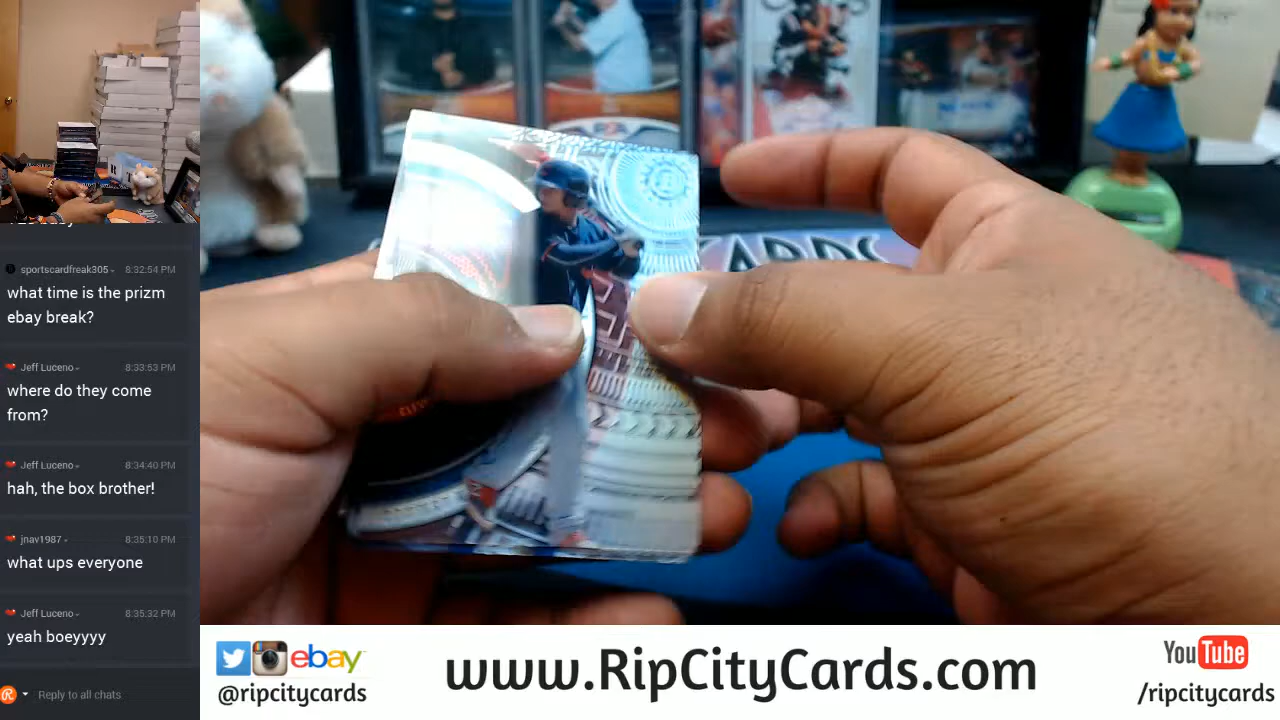 sportscardfreak305 8:32:54 PM
what time is the prizm
ebay break?
Jeff Luceno 8:33:53 PM
where do they come
from?
Jeff Luceno 8:34:40 PM
hah, the box brother!
jnav1987 8:35:10 PM
what ups everyone
Jeff Luceno 8:35:32 PM
yeah boeyyyy
Reply to all chats
CARDS
ebay
@ripcitycards
www.RipCityCards.com
YouTube
/ripcitycards